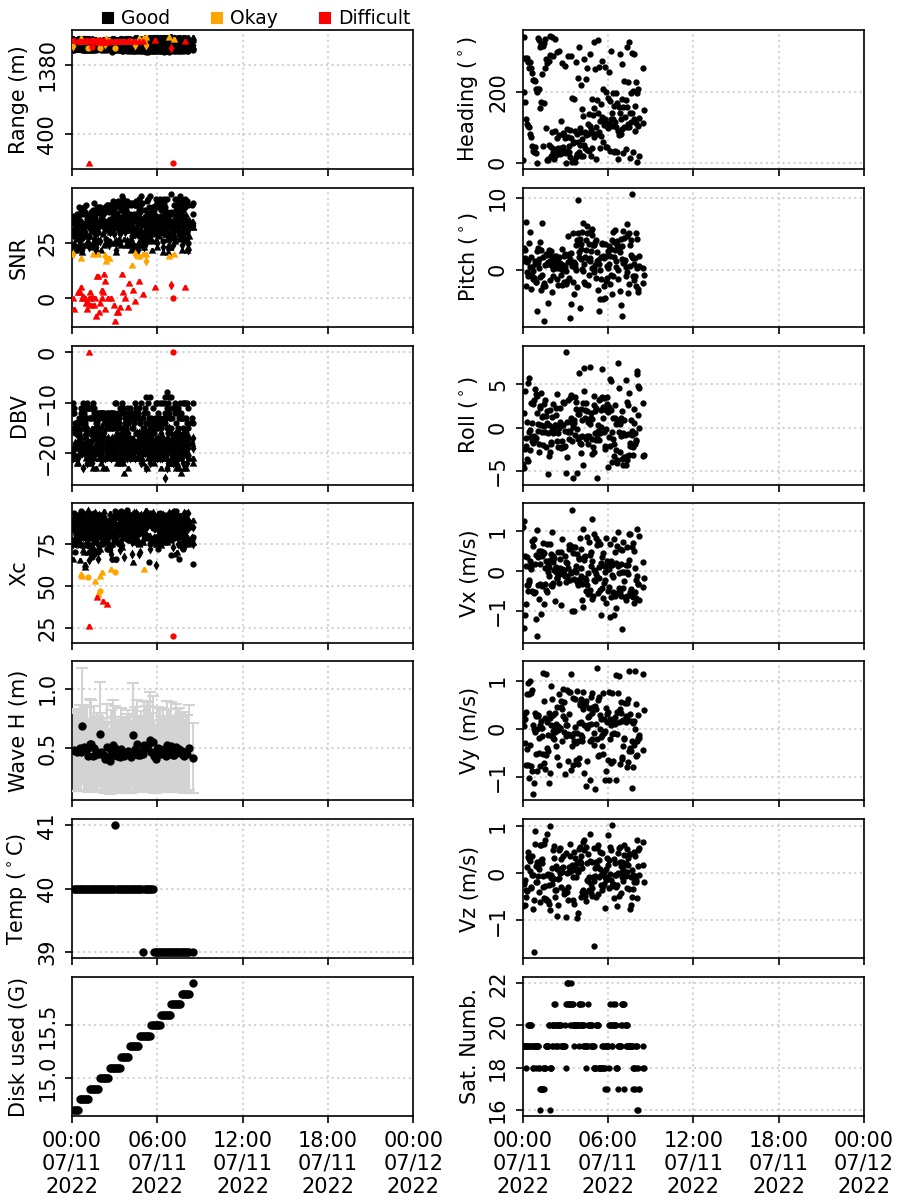 Good Okay Difficult
Range (m)
1380
400
Heading (°)
200
0
SNR
25
0
Pitch (°)
10
0
DBV
0
−10
−20
Roll (°)
5
0
−5
Xc
75
50
25
Vx (m/s)
1
0
−1
Wave H (m)
1.0
0.5
Vy (m/s)
1
0
−1
Temp (°C)
41
40
39
Vz (m/s)
1
0
−1
Disk used (G)
15.5
15.0
Sat. Numb.
22
20
18
16
00:00 06:00 12:00 18:00 00:00
07/11 07/11 07/11 07/11 07/12
2022 2022 2022 2022 2022
00:00 06:00 12:00 18:00 00:00
07/11 07/11 07/11 07/11 07/12
2022 2022 2022 2022 2022